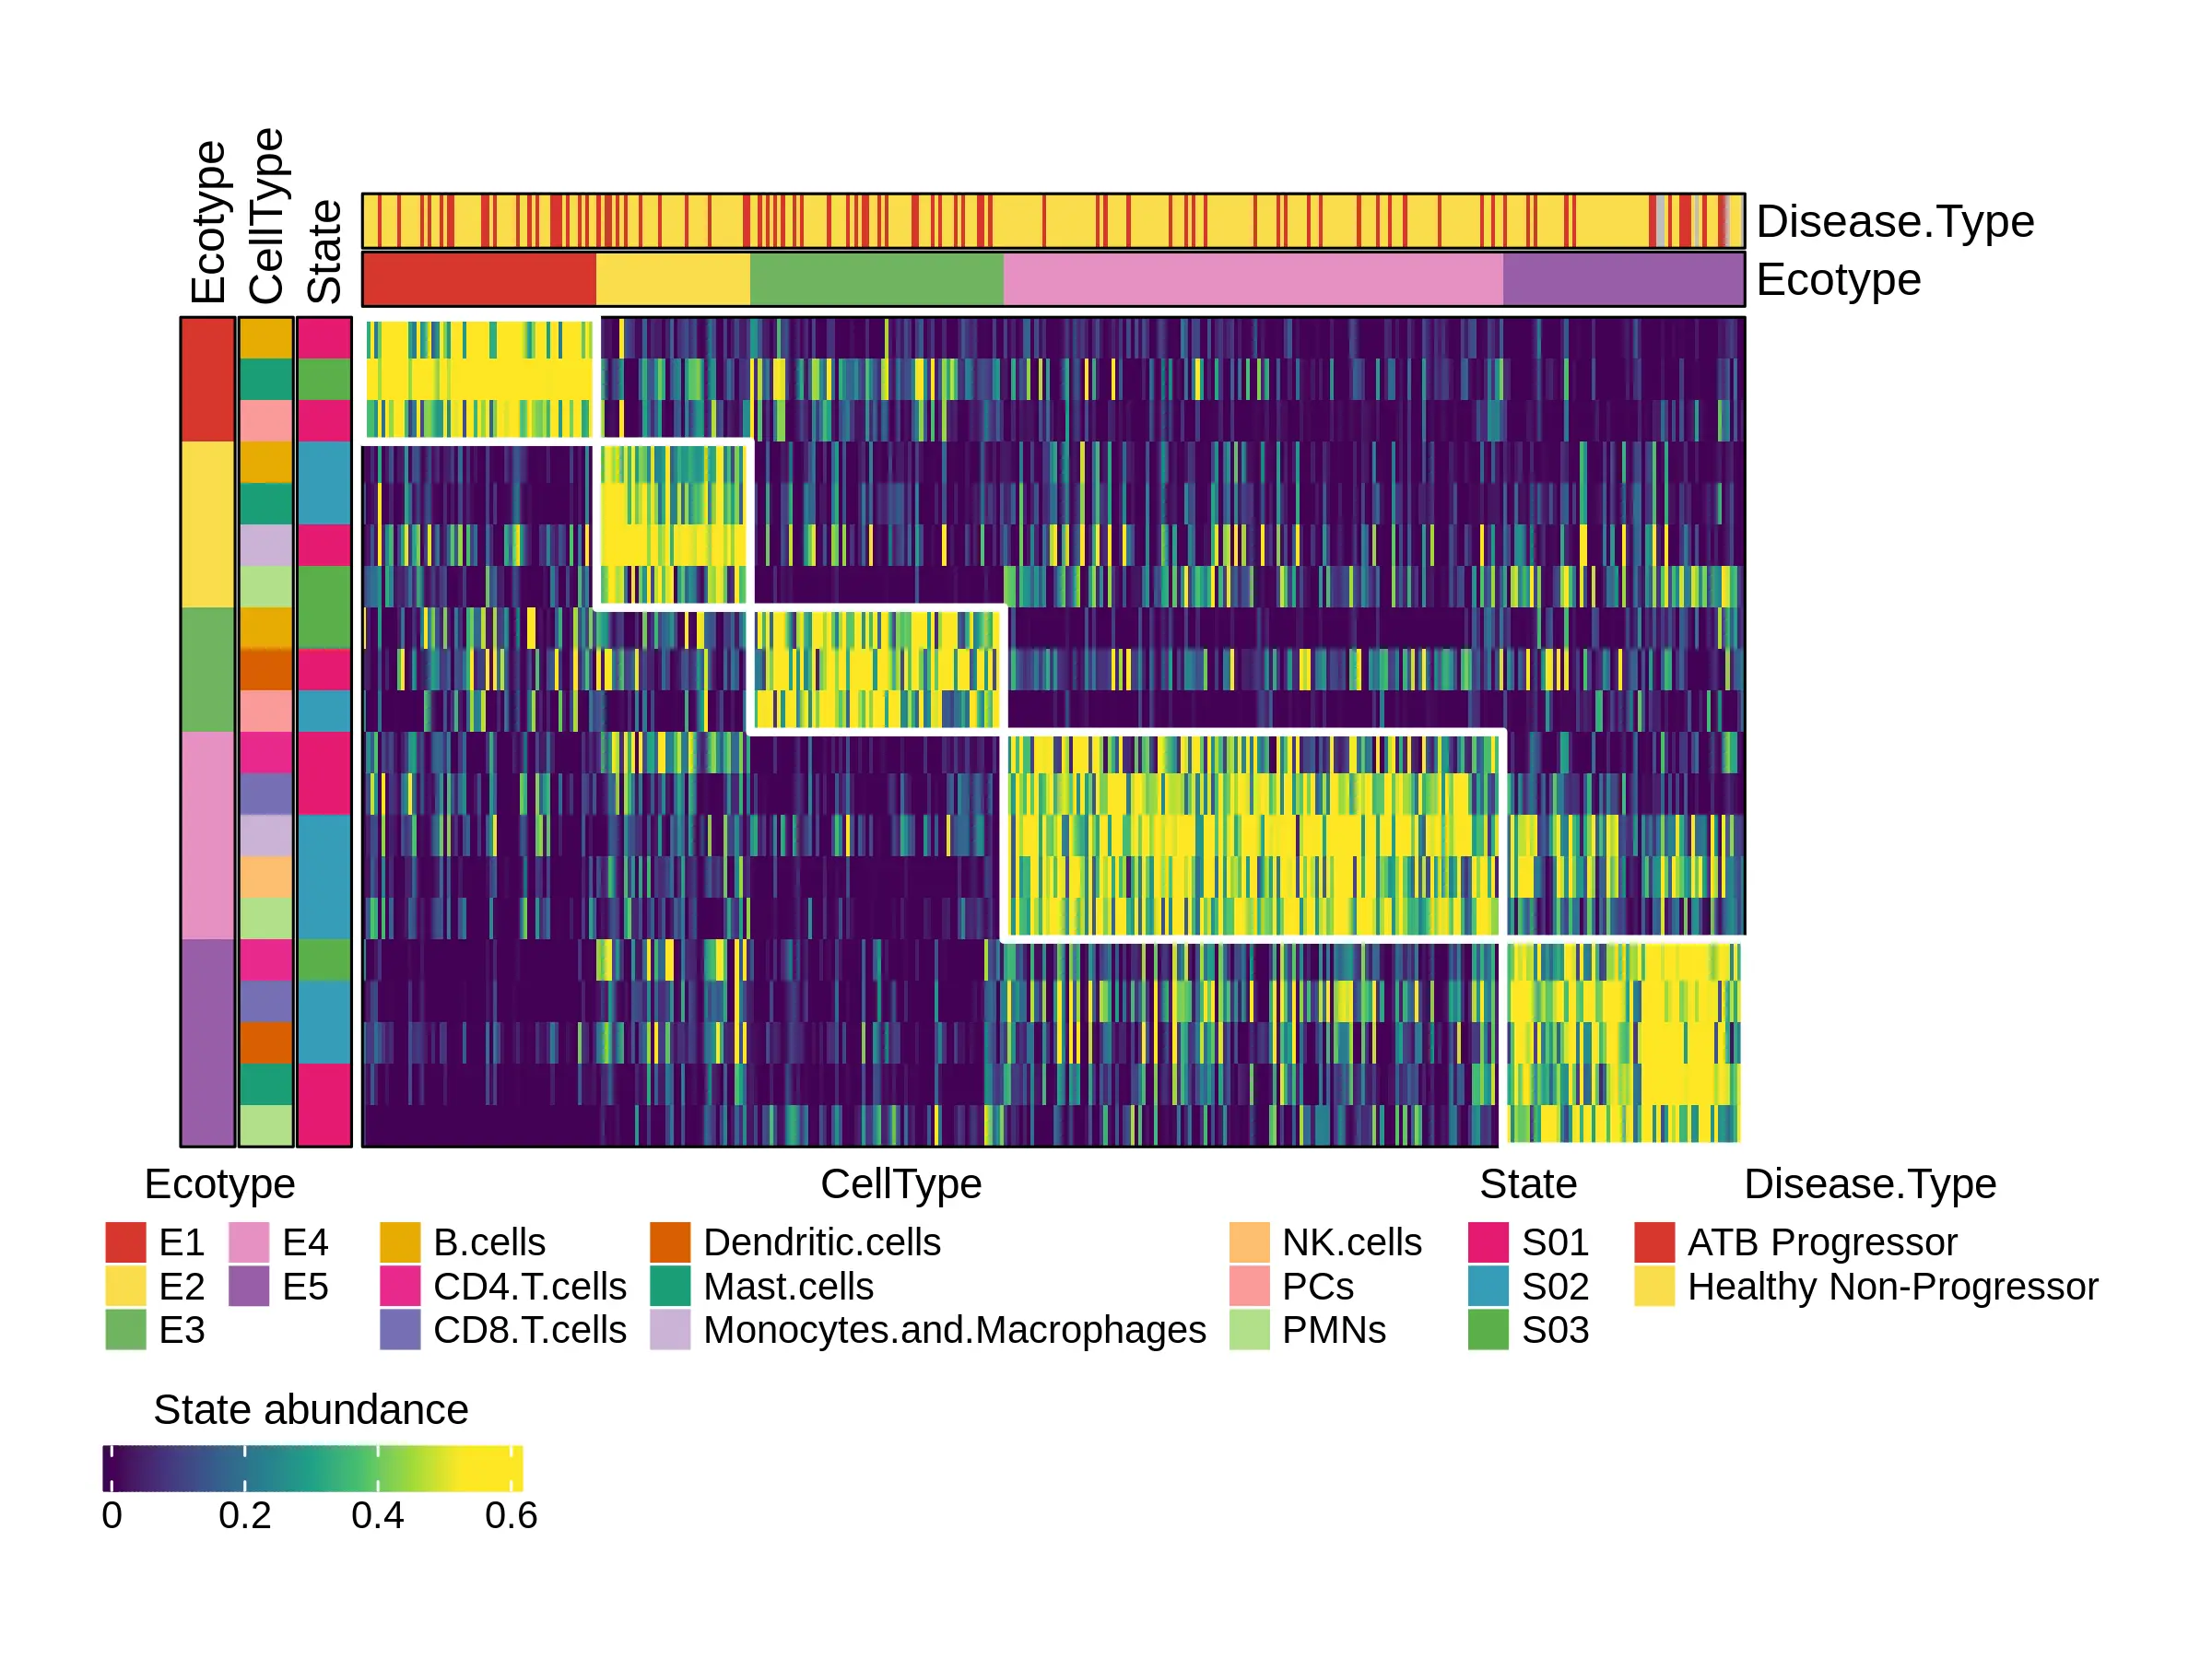 Ecotype
CellType
State
Disease.Type
Ecotype
Ecotype
CellType
State
Disease.Type
E1
E4
B.cells
Dendritic.cells
NK.cells
S01
ATB Progressor
E2
E5
CD4.T.cells
Mast.cells
PCs
S02
Healthy Non-Progressor
E3
CD8.T.cells
Monocytes.and.Macrophages
PMNs
S03
State abundance
0
0.2
0.4
0.6